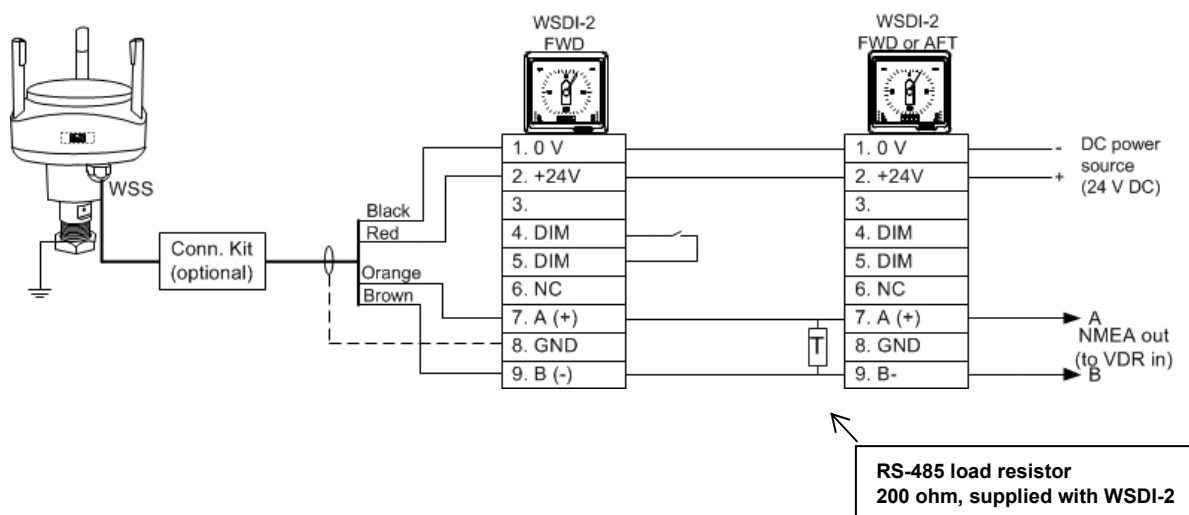 WSDI-2
FWD
WSDI-2
FWD or AFT
WSS
Conn. Kit
(optional)
Black
Red
Orange
Brown
1. 0 V
2. +24V
3.
4. DIM
5. DIM
6. NC
7. A (+)
8. GND
9. B (-)
T
1. 0 V
2. +24V
3.
4. DIM
5. DIM
6. NC
7. A (+)
8. GND
9. B-
- DC power
source
+ (24 V DC)
A
NMEA out
(to VDR in)
B
RS-485 load resistor
200 ohm, supplied with WSDI-2